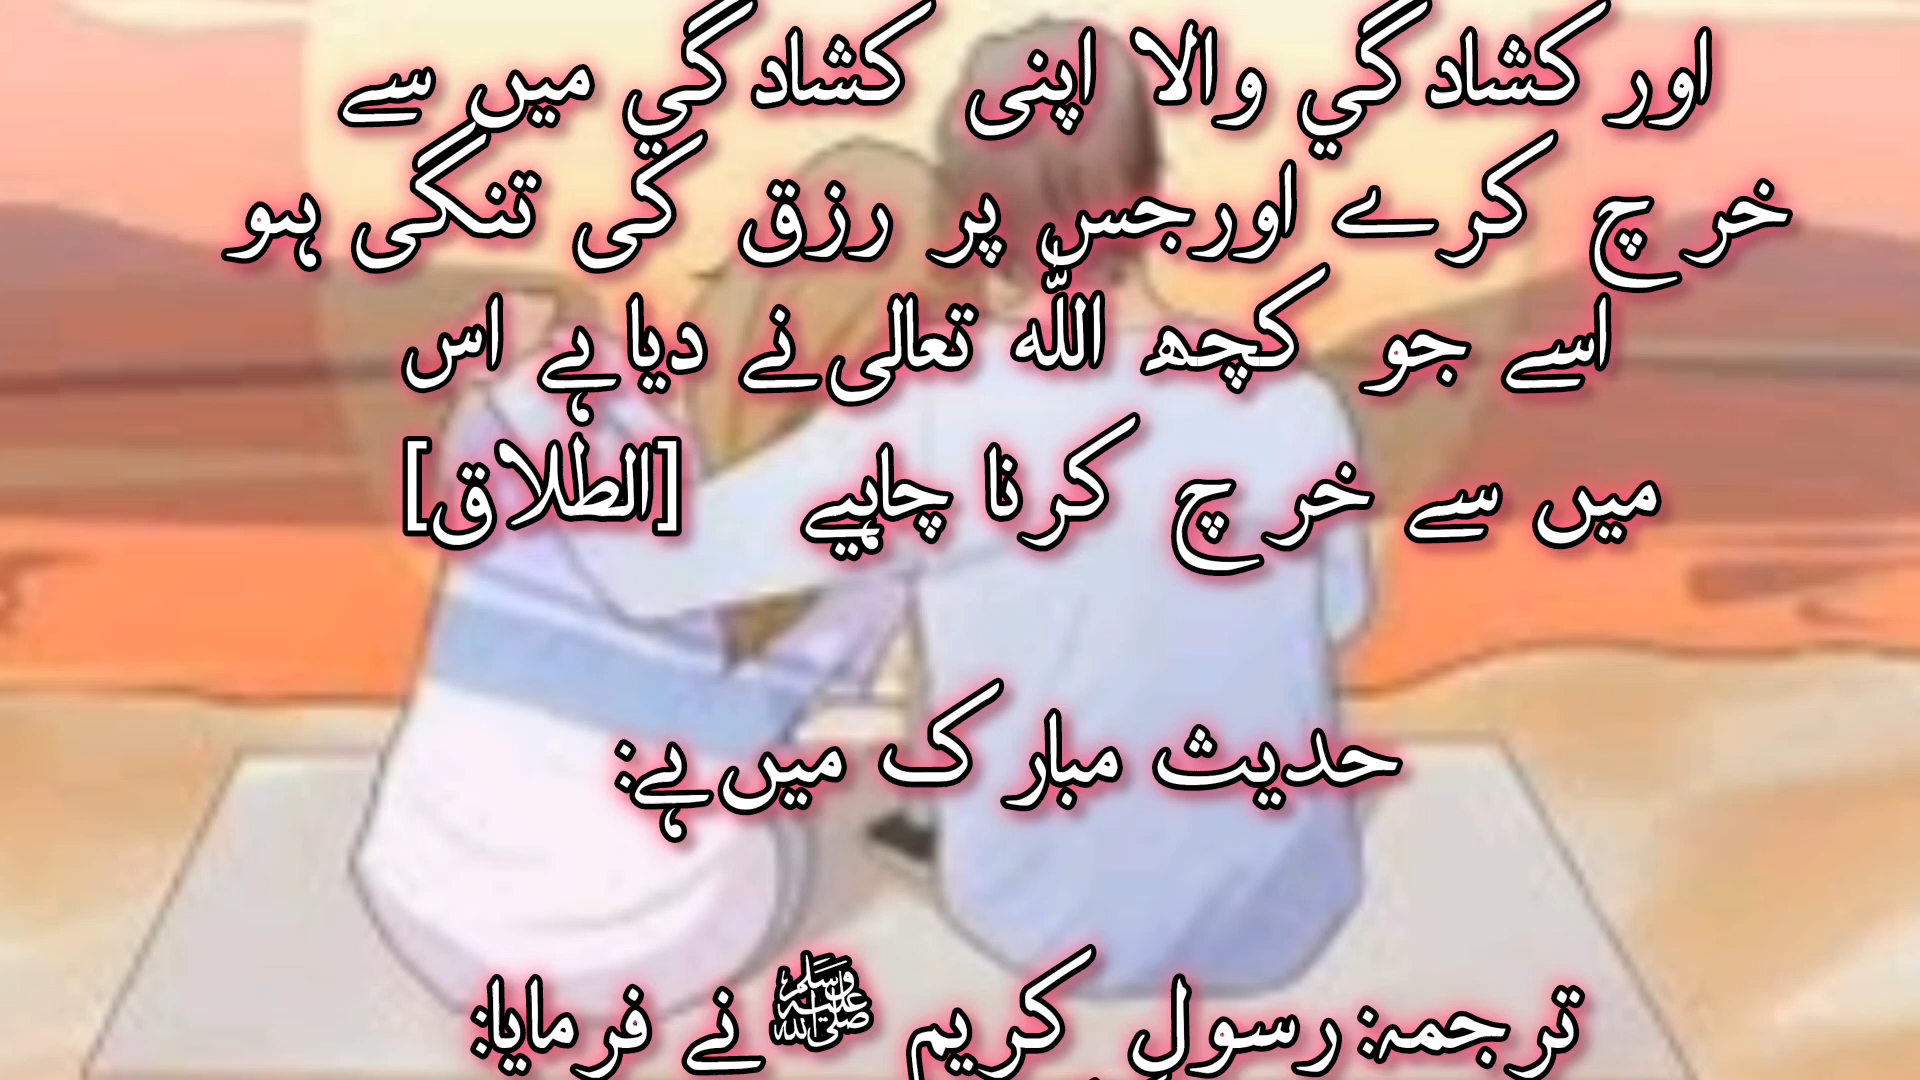 اور کشادگي والا اپنی کشادگي میں سے
خرچ کرے اورجس پر رزق کی تنگی ہو
اسے جو کچھ اللّٰه تعالی نے دیا ہے اس
میں سے خرچ کرنا چاہیے [الطلاق]
حدیث مبارک میں ہے:
ترجمہ: رسولِ کریم ﷺ نے فرمایا: